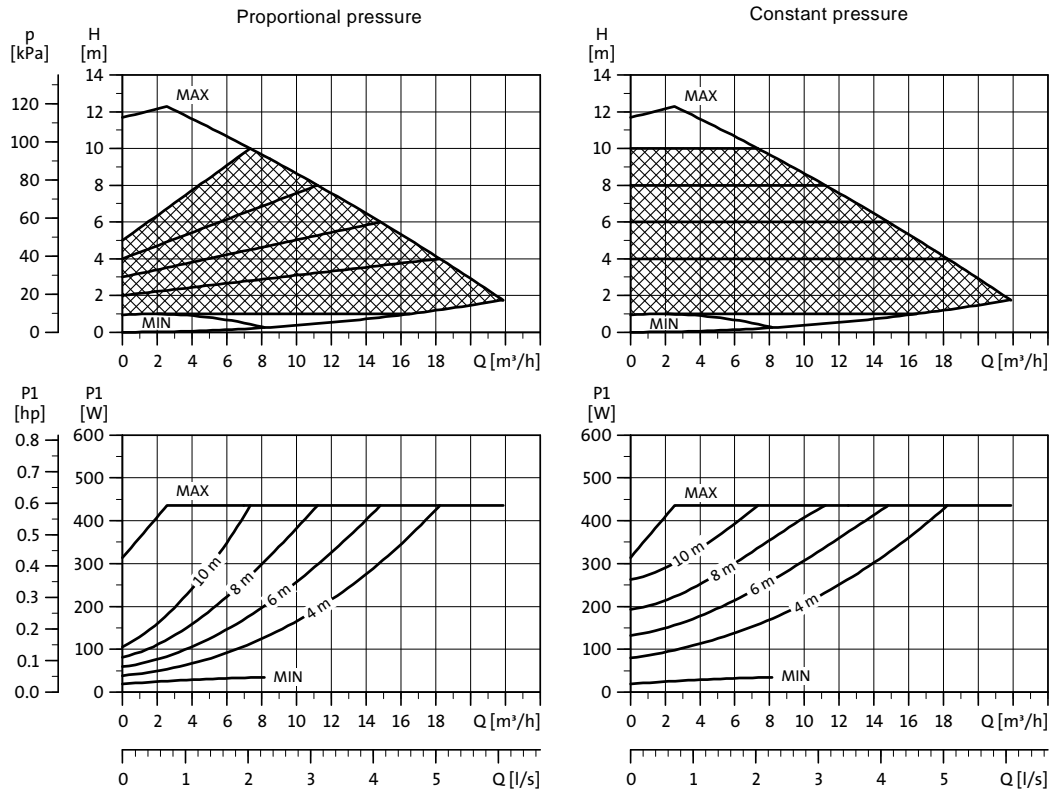 Proportional pressure
Constant pressure
p
[kPa]
H
[m]
H
[m]
14
12
10
8
6
4
2
0
120
100
80
60
40
20
0
MAX
MIN
0 2 4 6 8 10 12 14 16 18 Q [m³/h]
14
12
10
8
6
4
2
0
MAX
MIN
0 2 4 6 8 10 12 14 16 18 Q [m³/h]
P1
[hp]
P1
[W]
0.8
0.7
0.6
0.5
0.4
0.3
0.2
0.1
0.0
600
500
400
300
200
100
0
MAX
10 m
8 m
6 m
4 m
MIN
0 2 4 6 8 10 12 14 16 18 Q [m³/h]
0 1 2 3 4 5 Q [l/s]
P1
[W]
600
500
400
300
200
100
0
MAX
10 m
8 m
6 m
4 m
MIN
0 2 4 6 8 10 12 14 16 18 Q [m³/h]
0 1 2 3 4 5 Q [l/s]